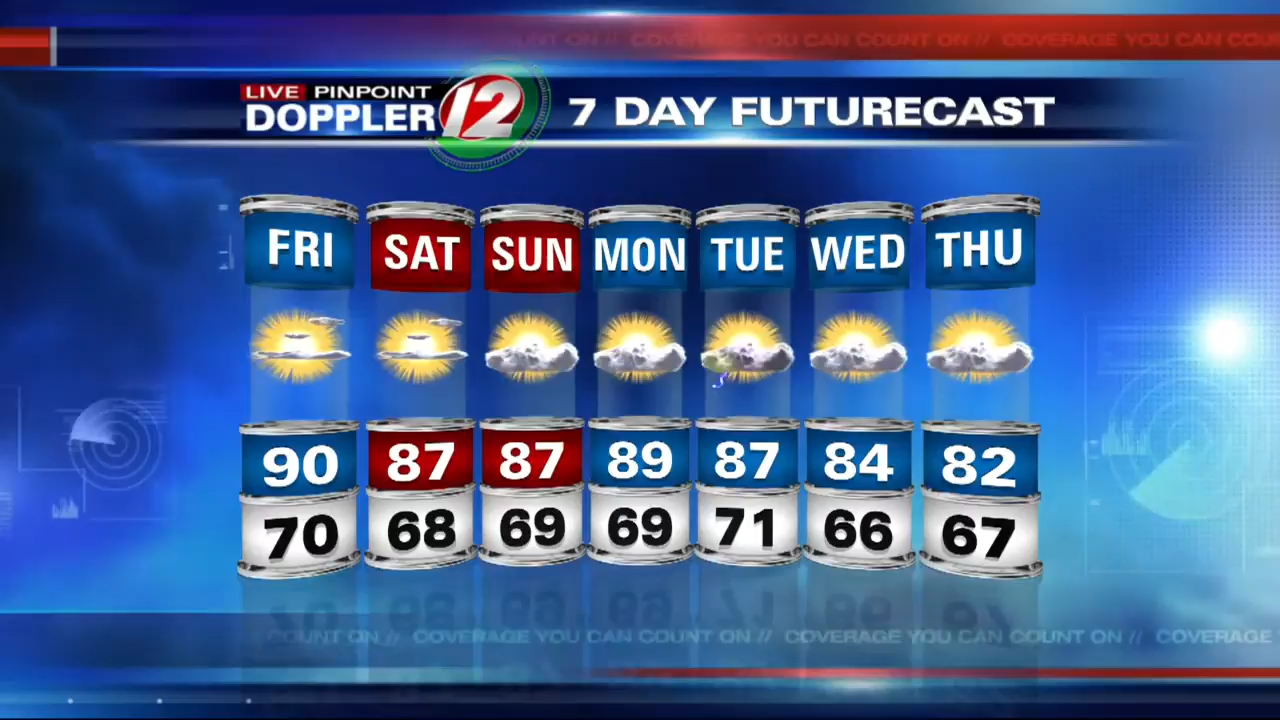 COUNT ON // COVERAGE YOU CAN COUNT ON // COVERAGE YOU CAN
LIVE PINPOINT
DOPPLER 12
7 DAY FUTURECAST
FRI SAT SUN MON TUE WED THU
90 87 87 89 87 84 82
70 68 69 69 71 66 67
COUNT ON // COVERAGE YOU CAN COUNT ON // COVERAGE YOU CAN COUNT ON // COVERAGE